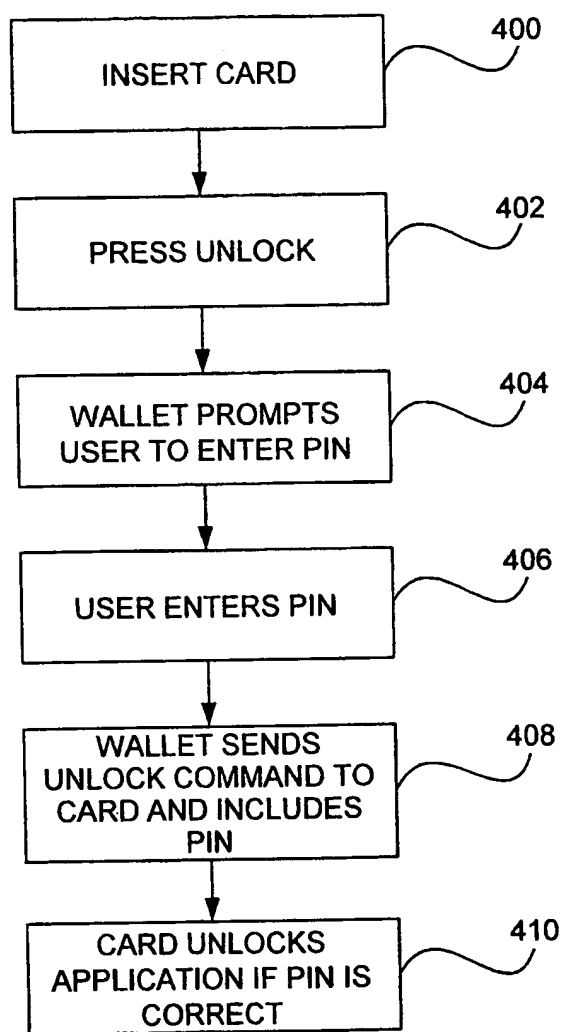 400
INSERT CARD
402
PRESS UNLOCK
404
WALLET PROMPTS
USER TO ENTER PIN
406
USER ENTERS PIN
408
WALLET SENDS
UNLOCK COMMAND TO
CARD AND INCLUDES
PIN
410
CARD UNLOCKS
APPLICATION IF PIN IS
CORRECT